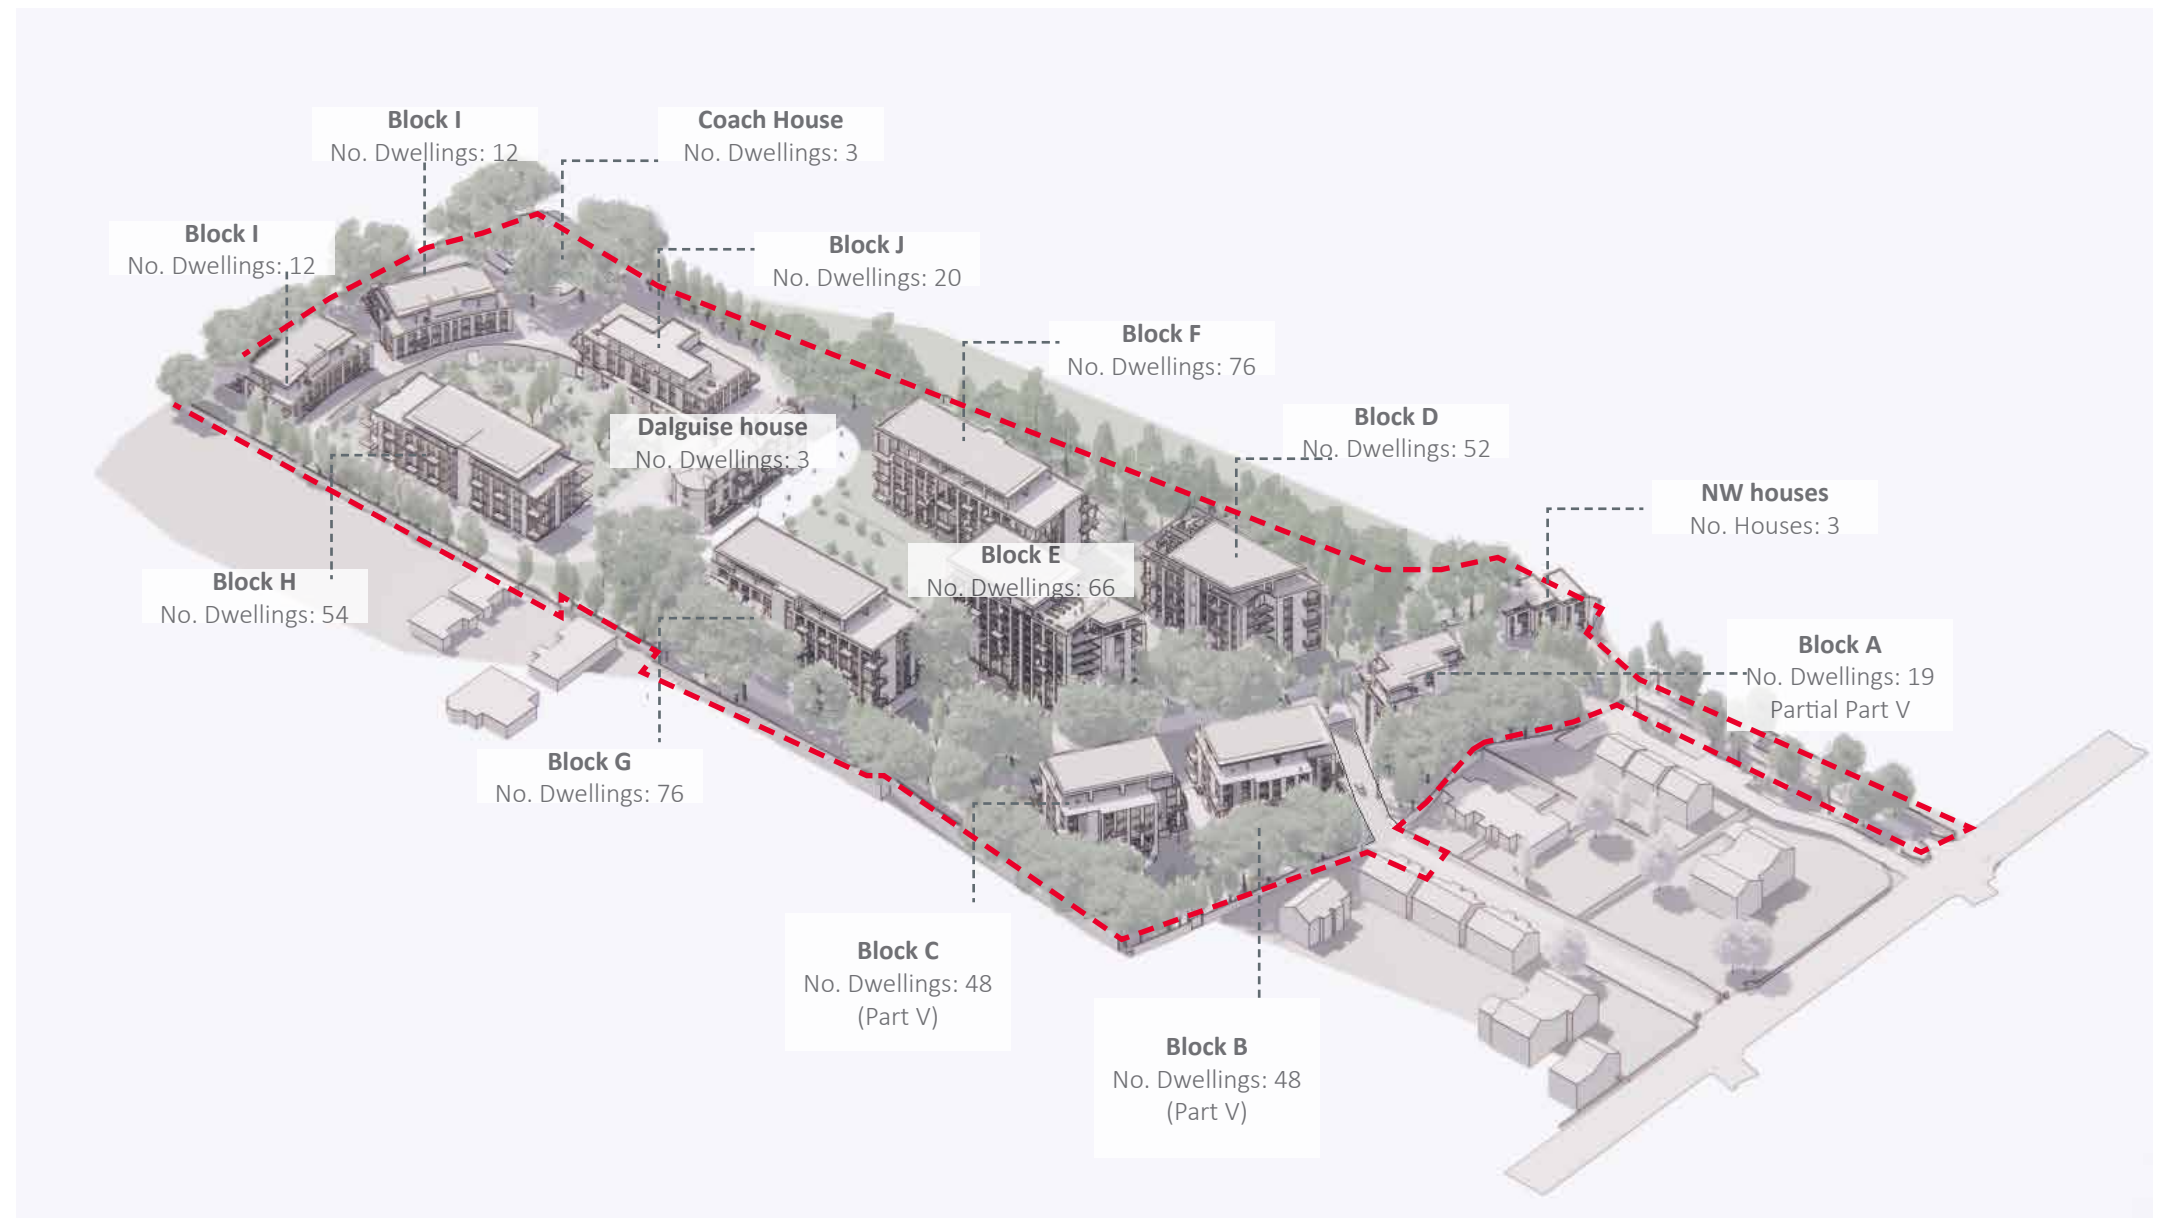 Block I
No. Dwellings: 12
Coach House
No. Dwellings: 3
Block I
No. Dwellings: 12
Block J
No. Dwellings: 20
Block F
No. Dwellings: 76
Block D
No. Dwellings: 52
Dalguise house
No. Dwellings: 3
NW houses
No. Houses: 3
Block E
No. Dwellings: 66
Block H
No. Dwellings: 54
Block A
No. Dwellings: 19
Partial Part V
Block G
No. Dwellings: 76
Block C
No. Dwellings: 48
(Part V)
Block B
No. Dwellings: 48
(Part V)